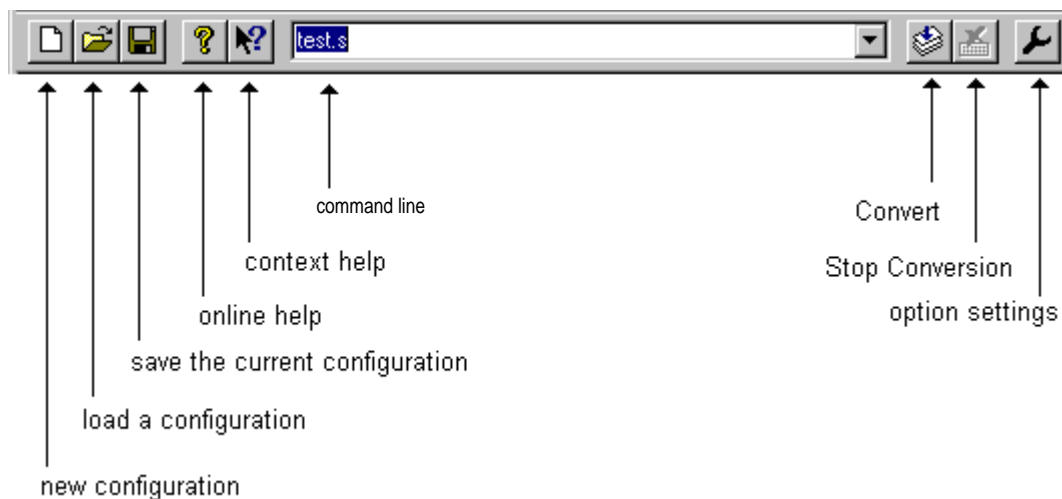 test.s
command line
Convert
context help
Stop Conversion
online help
option settings
save the current configuration
load a configuration
new configuration